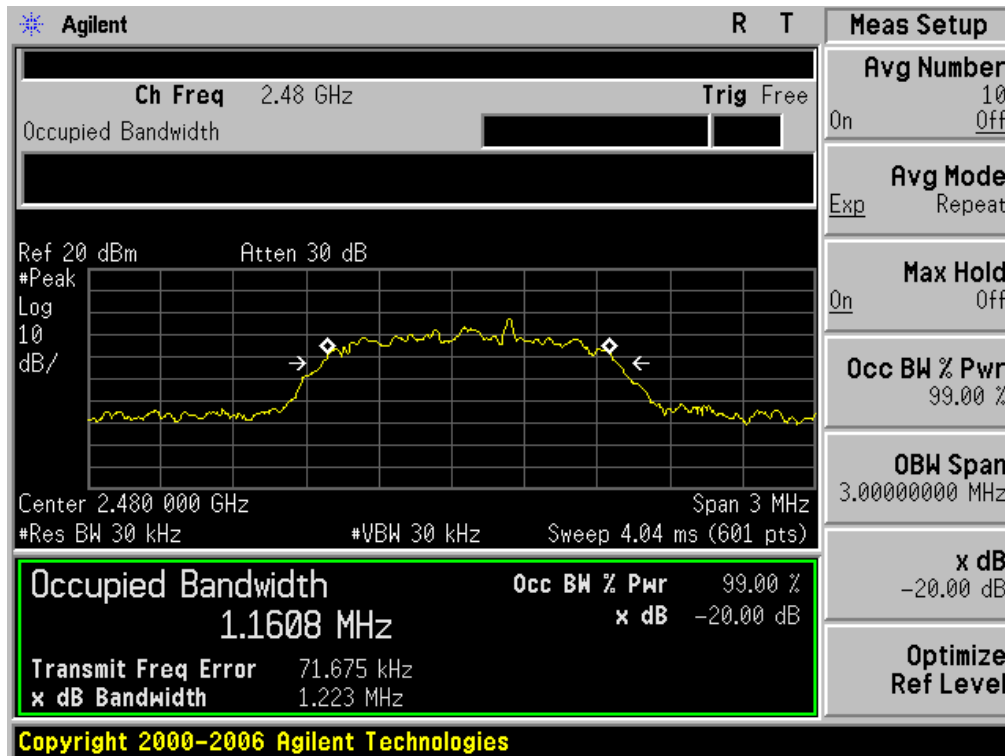 Agilent R T
Ch Freq 2.48 GHz Trig Free
Occupied Bandwidth
Ref 20 dBm Atten 30 dB
#Peak
Log
10
dB/
Center 2.480 000 GHz Span 3 MHz
#Res BW 30 kHz #VBW 30 kHz Sweep 4.04 ms (601 pts)
Occupied Bandwidth Occ BW % Pwr 99.00 %
1.1608 MHz x dB -20.00 dB
Transmit Freq Error 71.675 kHz
x dB Bandwidth 1.223 MHz
Copyright 2000-2006 Agilent Technologies
Meas Setup
Avg Number
10
On Off
Avg Mode
Exp Repeat
Max Hold
On Off
Occ BW % Pwr
99.00 %
OBW Span
3.00000000 MHz
x dB
-20.00 dB
Optimize
Ref Level